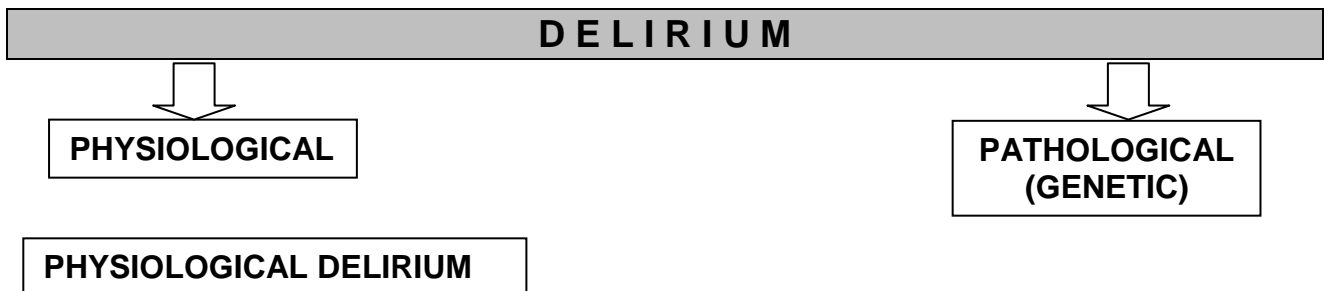 D E L I R I U M
PHYSIOLOGICAL
PATHOLOGICAL
(GENETIC)
PHYSIOLOGICAL DELIRIUM